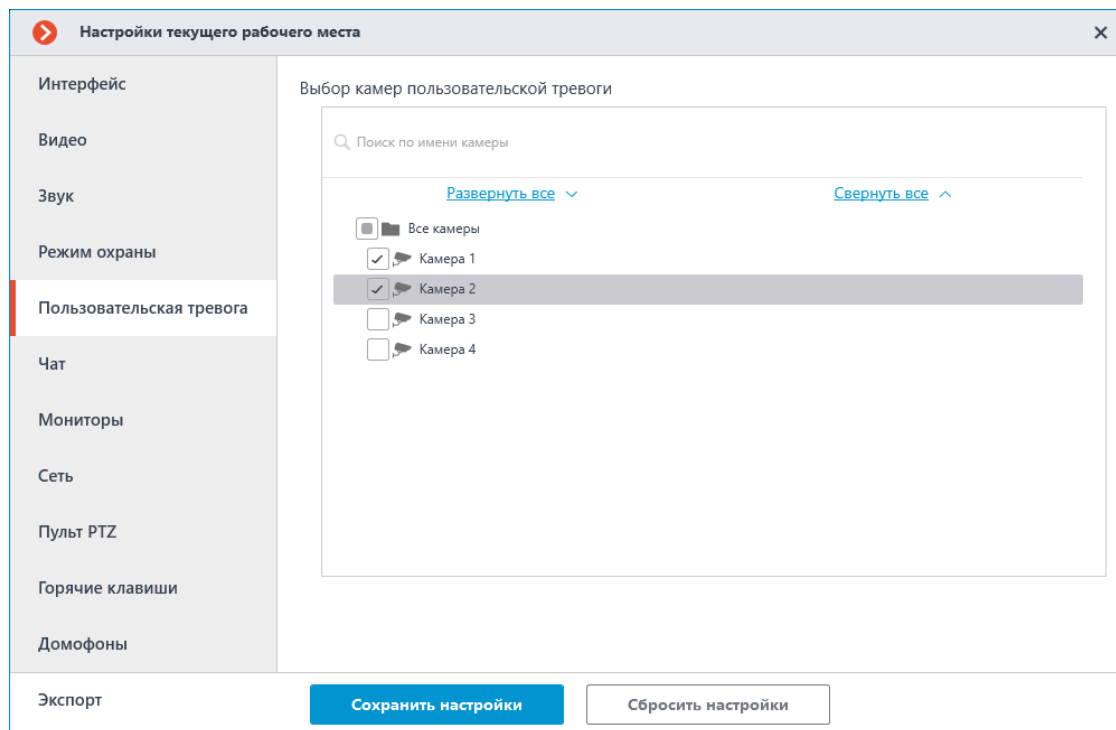 Настройки текущего рабочего места
Интерфейс
Видео
Звук
Режим охраны
Пользовательская тревога
Чат
Мониторы
Сеть
Пульт PTZ
Горячие клавиши
Домофоны
Экспорт
Выбор камер пользовательской тревоги
Поиск по имени камеры
Развернуть все Свернуть все
Все камеры
Камера 1
Камера 2
Камера 3
Камера 4
Сохранить настройки Сбросить настройки